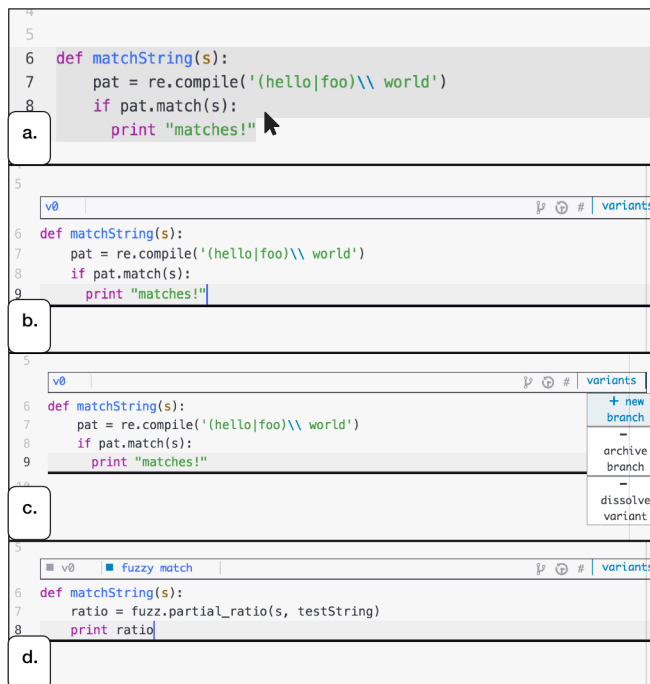 4
5
6 def matchString(s):
7 pat = re.compile('(hello|foo)\\ world')
8 if pat.match(s):
print "matches!"
a.
5
v0 # variants
6 def matchString(s):
7 pat = re.compile('(hello|foo)\\ world')
8 if pat.match(s):
9 print "matches!"
b.
5
v0 # variants
+ new
branch
6 def matchString(s):
7 pat = re.compile('(hello|foo)\\ world')
8 if pat.match(s):
9 print "matches!"
− archive
branch
− dissolve
variant
10
c.
5
v0 fuzzy match # variants
6 def matchString(s):
7 ratio = fuzz.partial_ratio(s, testString)
8 print ratio
d.